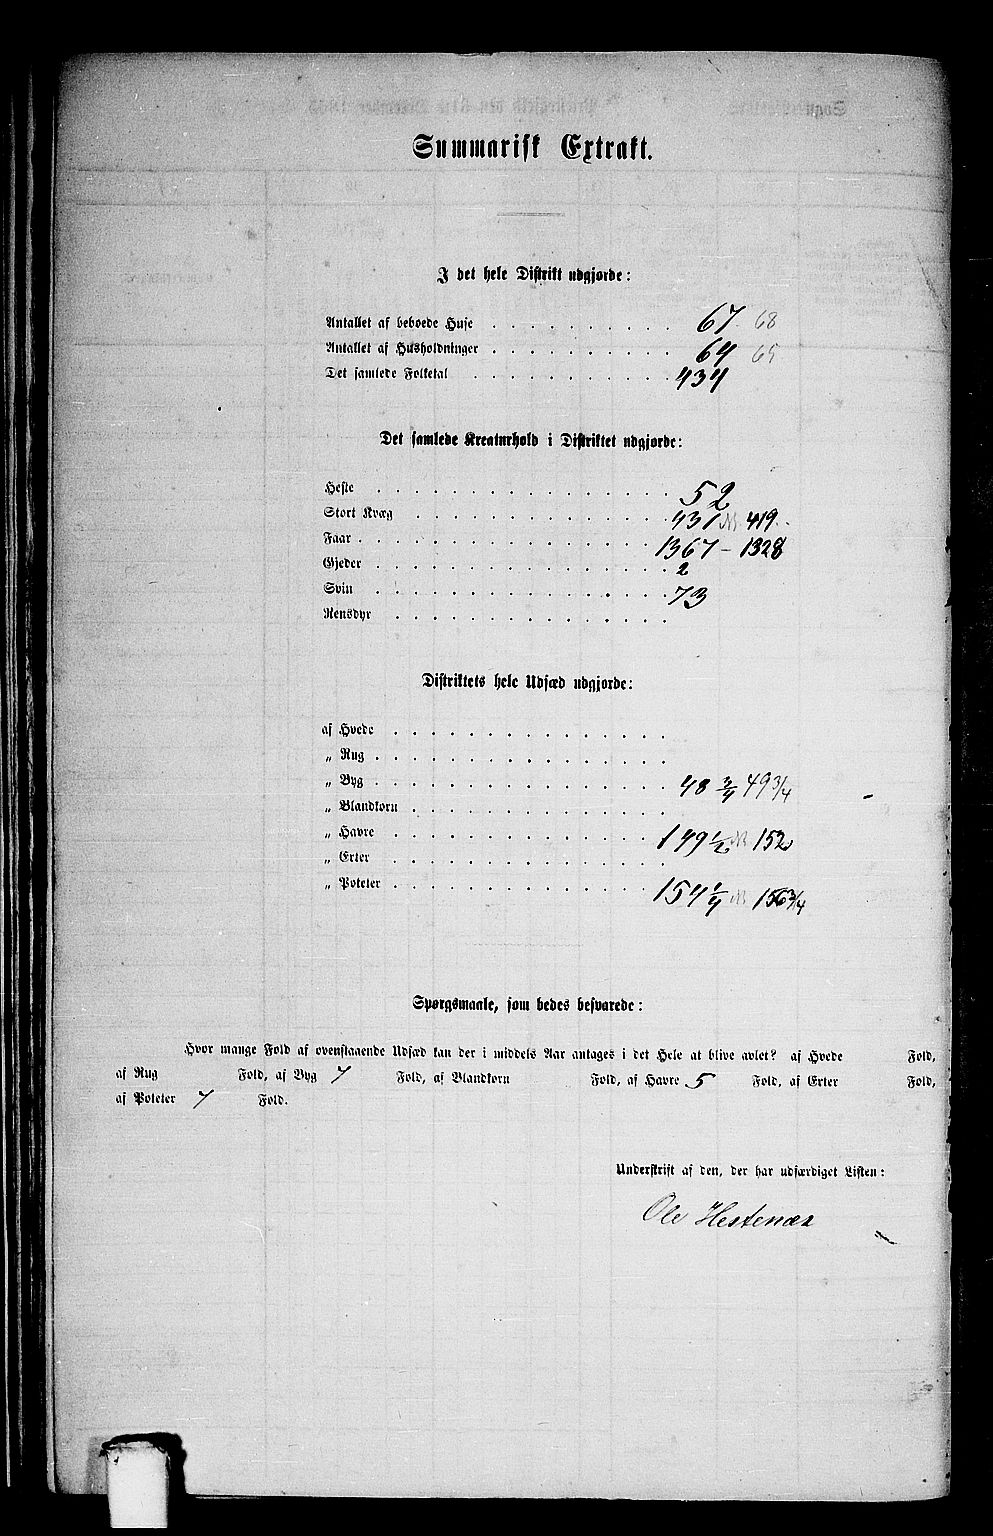 Summarisk Extrakt.
I det hele Distrikt udgjorde:
Antallet af beboede Huse . . . . . . . . . . 67 68
Antallet af Husholdninger . . . . . . . . . . 64 65
Det samlede Folketal . . . . . . . . . . . 434
Det samlede Kreaturhold i Distriktet udgjorde:
Heste . . . . . . . . . . . . . . . 52
Stort Kvæg . . . . . . . . . . . . . 431 419.
Faar . . . . . . . . . . . . . . . . 1367 – 1328
Gjeder . . . . . . . . . . . . . . . 2
Svin . . . . . . . . . . . . . . . 73
Rensdyr . . . . . . . . . . . . . .
Distriktets hele Udsæd udgjorde:
af Hvede . . . . . . . . . . . . . .
„ Rug . . . . . . . . . . . . . . .
„ Byg . . . . . . . . . . . . . . . 48 3/4 49 3/4
„ Blandkorn . . . . . . . . . . . . .
„ Havre . . . . . . . . . . . . . . 149 1/2 152
„ Erter . . . . . . . . . . . . . .
„ Poteter . . . . . . . . . . . . . . 154 1/4 156 3/4
Spørgsmaale, som bedes besvarede:
Hvor mange Fold af ovenstaaende Udsæd kan der i middels Aar antages i det Hele at blive avlet? af Hvede Fold,
af Rug Fold, af Byg 7 Fold, af Blandkorn Fold, af Havre 5 Fold, af Erter Fold,
af Poteter 7 Fold.
Underskrift af den, der har udfærdiget Listen:
Ole Hestenæs